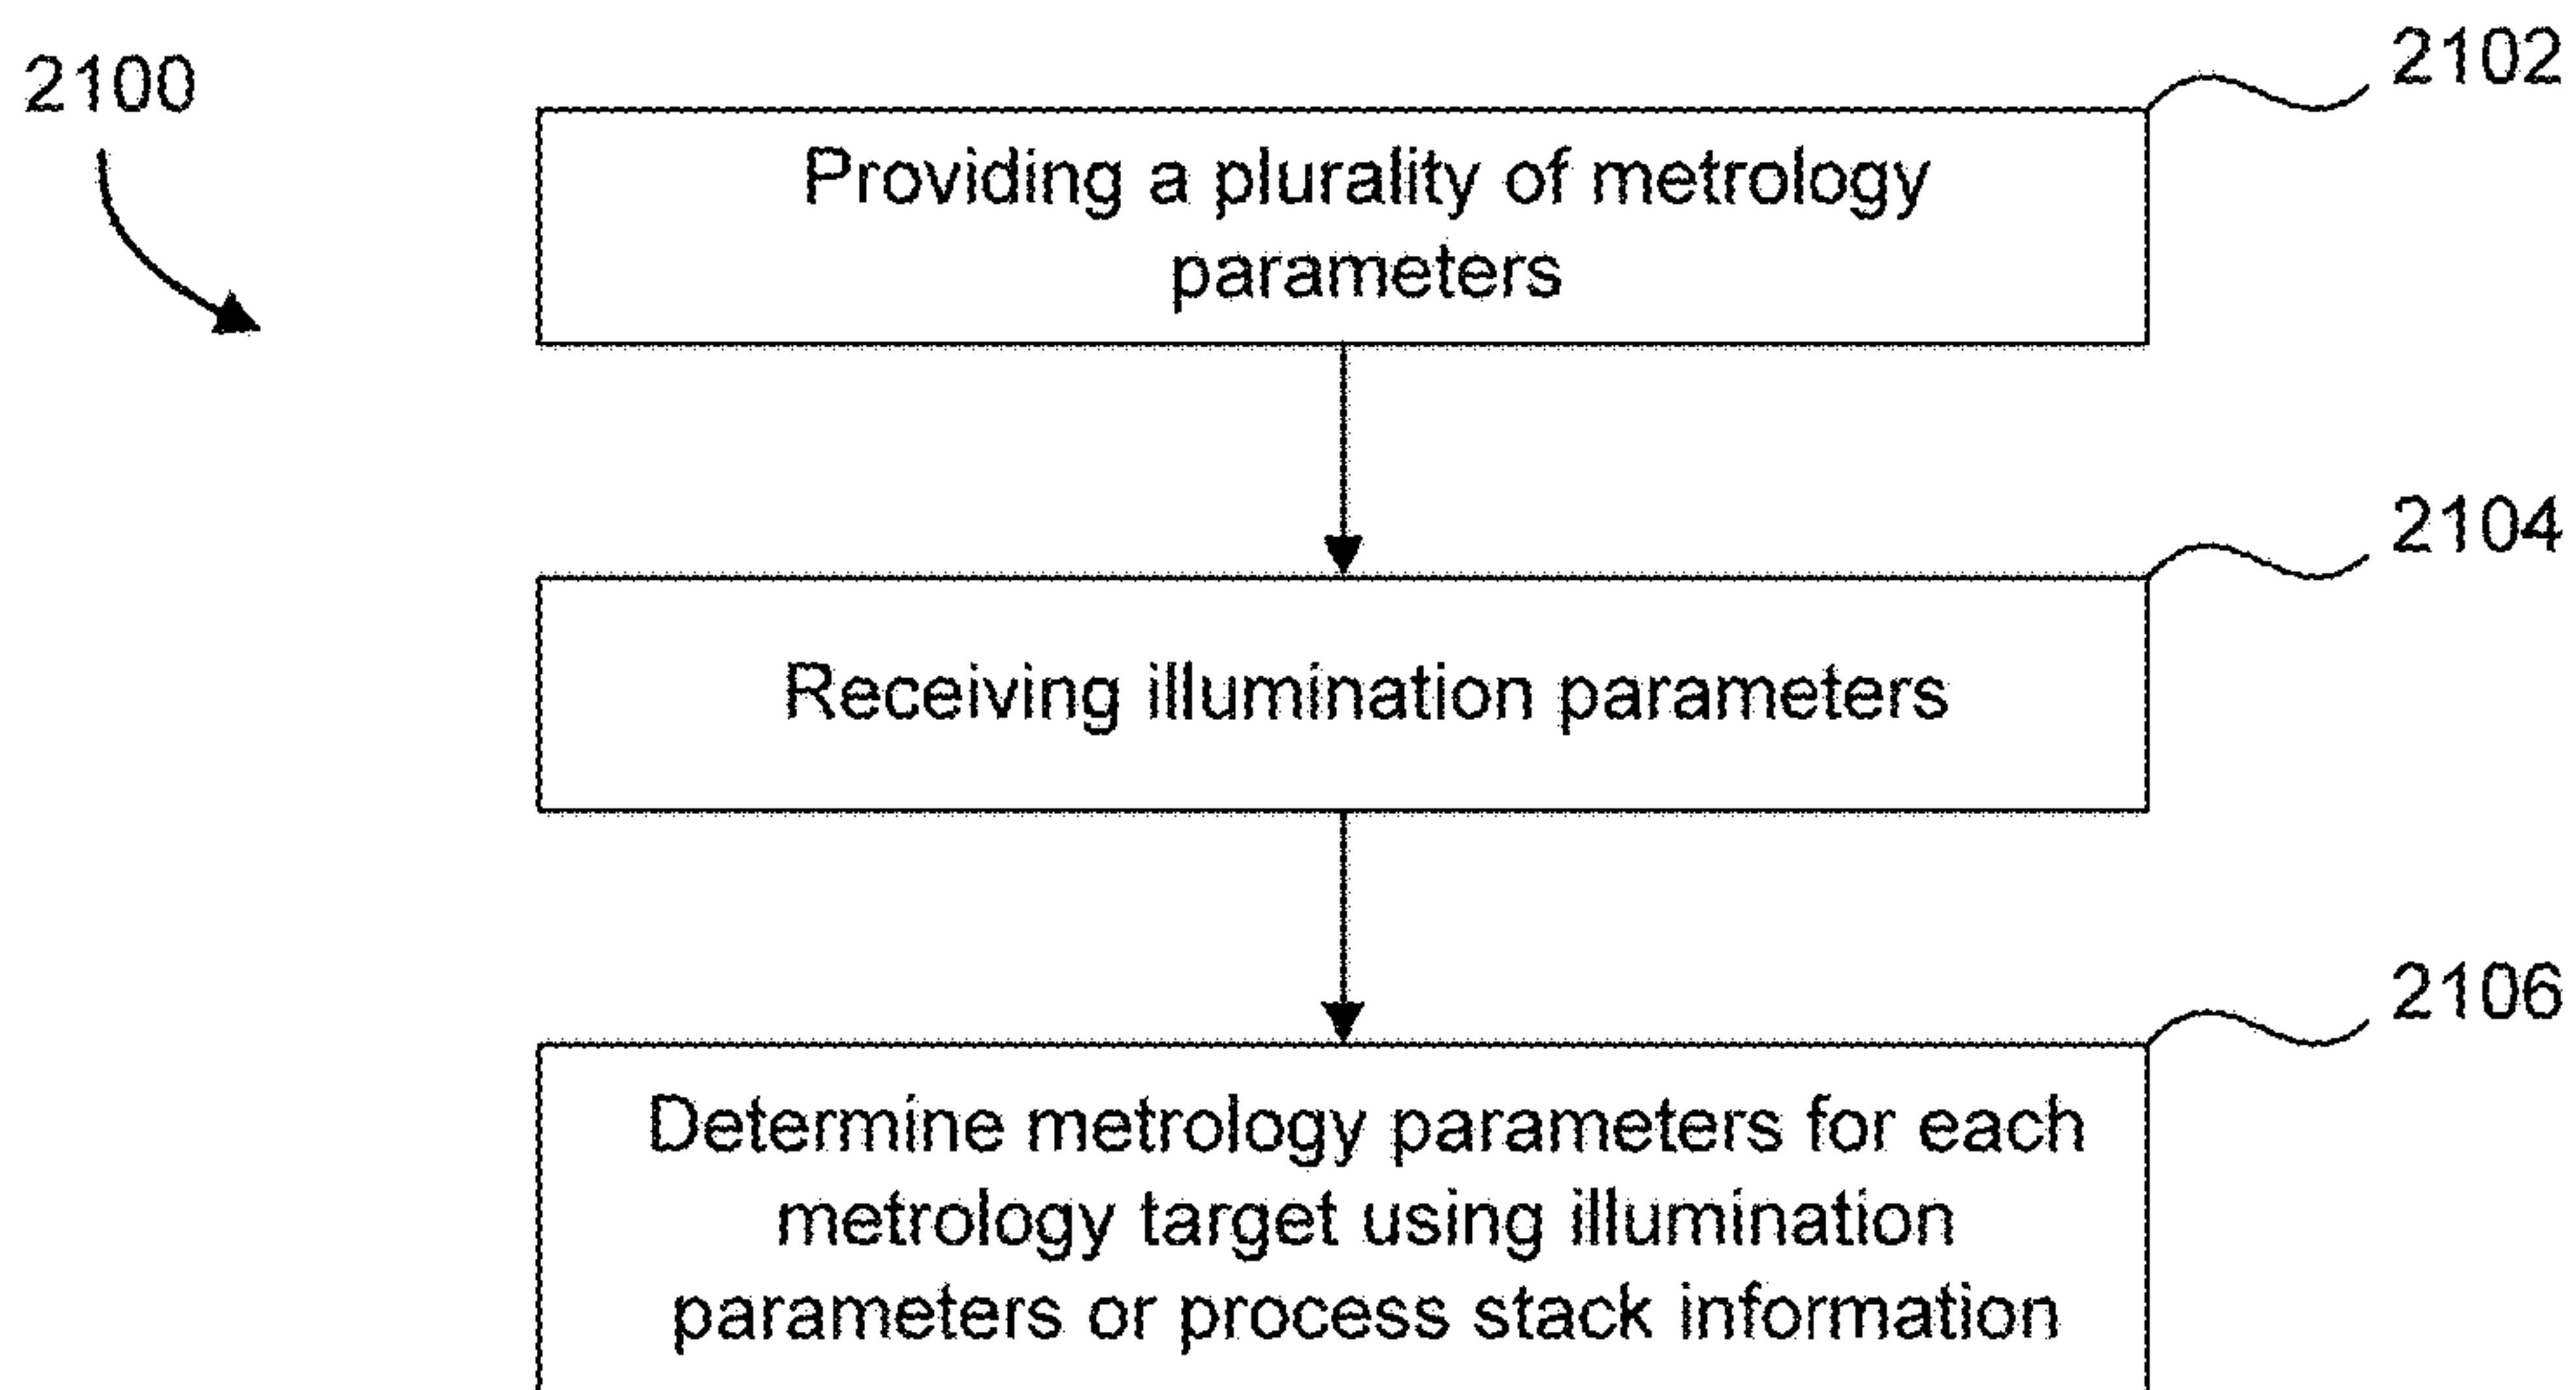 2100
2102
Providing a plurality of metrology
parameters
2104
Receiving illumination parameters
2106
Determine metrology parameters for each
metrology target using illumination
parameters or process stack information